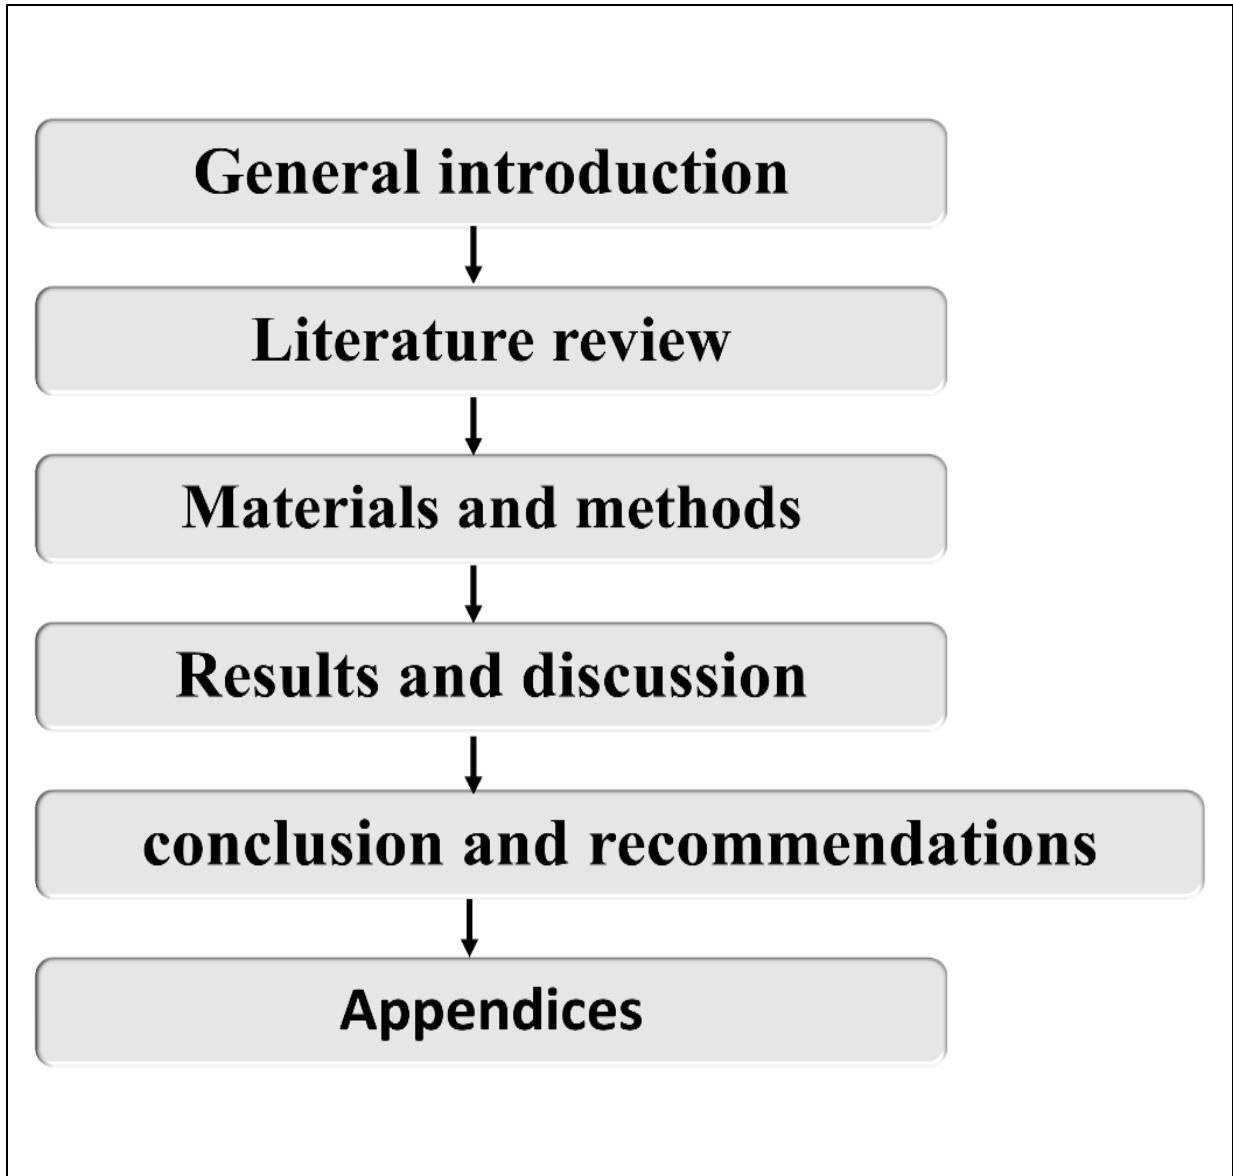 General introduction
Literature review
Materials and methods
Results and discussion
conclusion and recommendations
Appendices